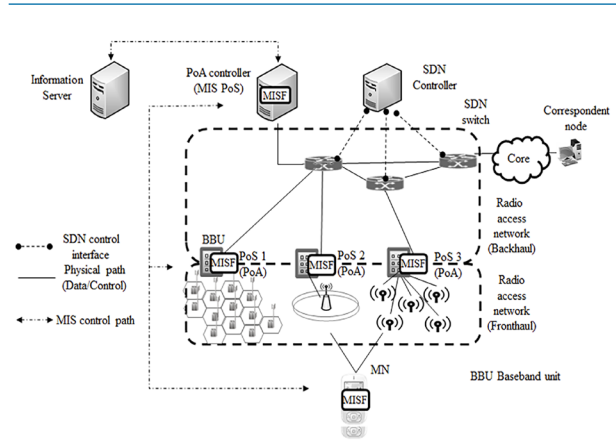 Information
Server
PoA controller
(MIS PoS)
MISF
SDN
Controller
SDN
switch
Correspondent
node
Core
Radio
access
network
(Backhaul)
BBU
MISF
PoS 1
(PoA)
MISF
PoS 2
(PoA)
MISF
PoS 3
(PoA)
SDN control
interface
Physical path
(Data/Control)
MIS control path
Radio
access
network
(Fronthaul)
MN
MISF
BBU Baseband unit